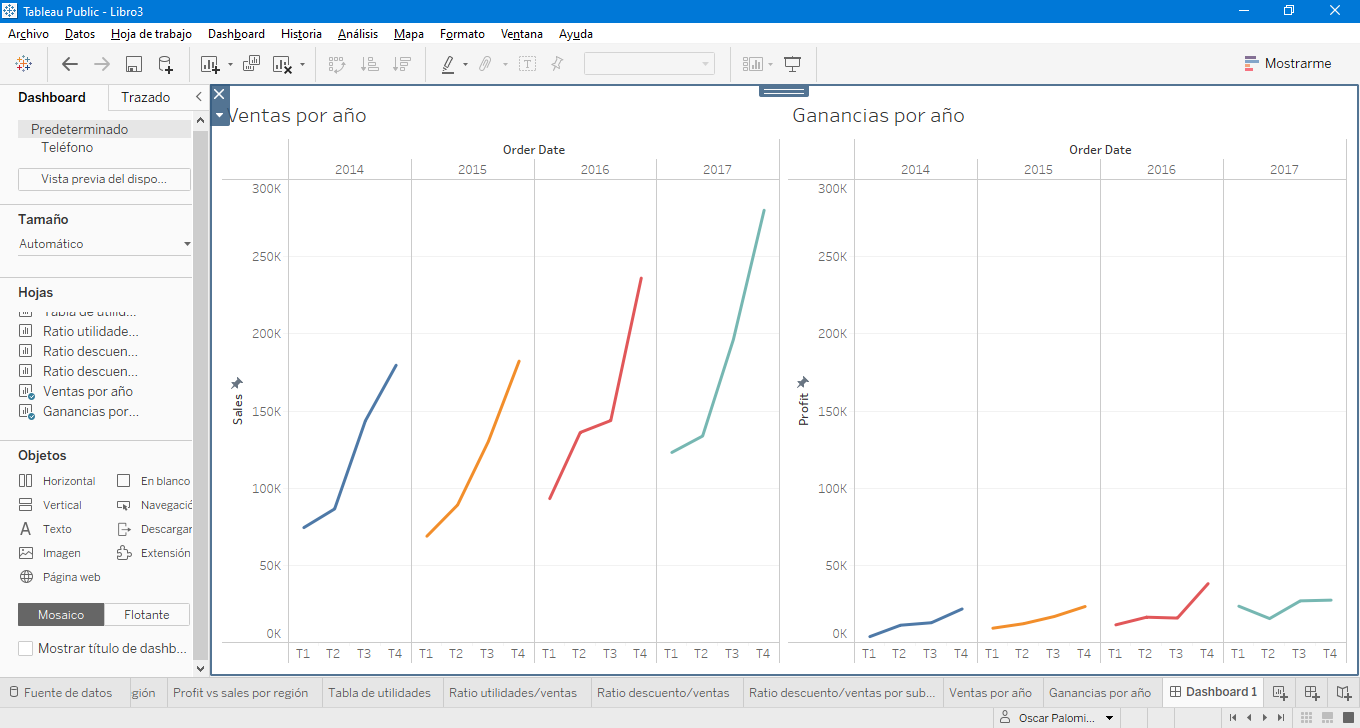 Tableau Public - Libro3
Archivo Datos Hoja de trabajo Dashboard Historia Análisis Mapa Formato Ventana Ayuda
Mostrarme
Dashboard Trazado
Predeterminado
Teléfono
Vista previa del dispo...
Tamaño
Automático
Hojas
Tabla de utilid...
Ratio utilidade...
Ratio descuen...
Ratio descuen...
Ventas por año
Ganancias por...
Objetos
Horizontal En blanco
Vertical Navegació
Texto Descargar
Imagen Extensión
Página web
Mosaico Flotante
Mostrar título de dashb...
Ventas por año
Order Date
2014 2015 2016 2017
300K
250K
200K
150K
100K
50K
0K
Sales
T1 T2 T3 T4 T1 T2 T3 T4 T1 T2 T3 T4 T1 T2 T3 T4
Ganancias por año
Order Date
2014 2015 2016 2017
300K
250K
200K
150K
100K
50K
0K
Profit
T1 T2 T3 T4 T1 T2 T3 T4 T1 T2 T3 T4 T1 T2 T3 T4
Fuente de datos gión Profit vs sales por región Tabla de utilidades Ratio utilidades/ventas Ratio descuento/ventas Ratio descuento/ventas por sub... Ventas por año Ganancias por año Dashboard 1
Oscar Palomi...